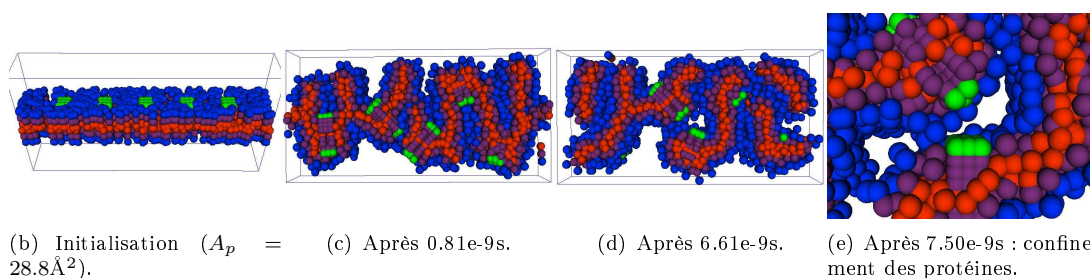 (b) Initialisation (Ap = 28.8Å²).
(c) Après 0.81e-9s.
(d) Après 6.61e-9s.
(e) Après 7.50e-9s : confine
ment des protéines.